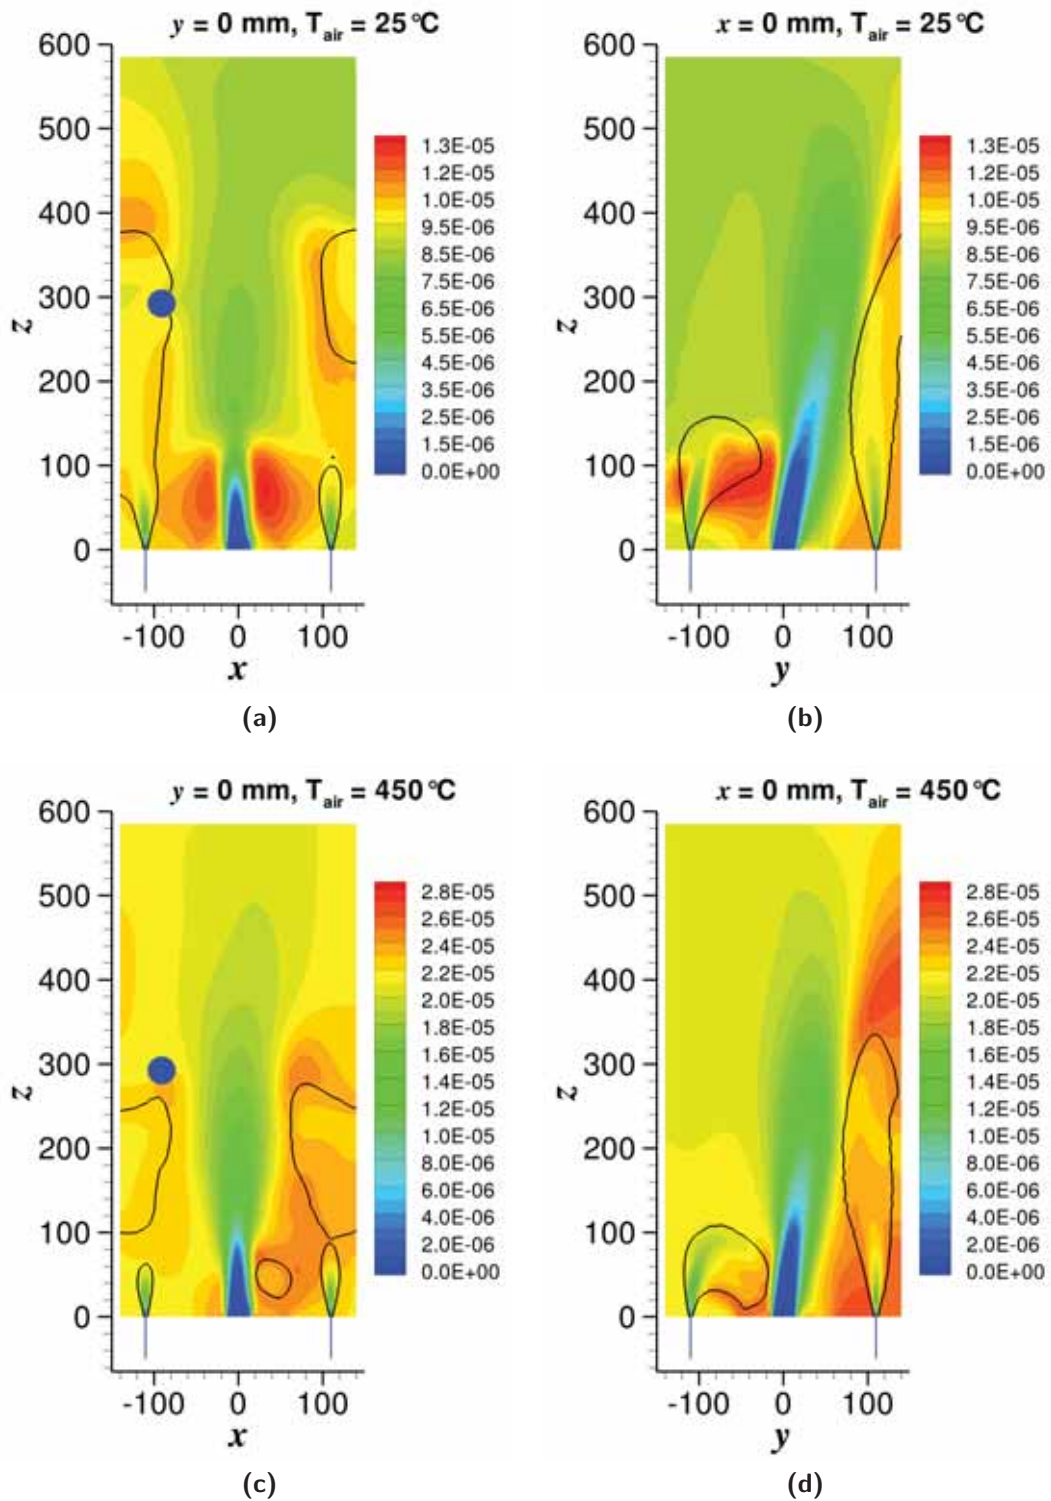 y = 0 mm, Tair = 25°C
600
500
400
300
200
100
0
z
-100 0 100
x
1.3E-05
1.2E-05
1.0E-05
9.5E-06
8.5E-06
7.5E-06
6.5E-06
5.5E-06
4.5E-06
3.5E-06
2.5E-06
1.5E-06
0.0E+00
(a)
x = 0 mm, Tair = 25°C
600
500
400
300
200
100
0
z
-100 0 100
y
1.3E-05
1.2E-05
1.0E-05
9.5E-06
8.5E-06
7.5E-06
6.5E-06
5.5E-06
4.5E-06
3.5E-06
2.5E-06
1.5E-06
0.0E+00
(b)
y = 0 mm, Tair = 450°C
600
500
400
300
200
100
0
z
-100 0 100
x
2.8E-05
2.6E-05
2.4E-05
2.2E-05
2.0E-05
1.8E-05
1.6E-05
1.4E-05
1.2E-05
1.0E-05
8.0E-06
6.0E-06
4.0E-06
2.0E-06
0.0E+00
(c)
x = 0 mm, Tair = 450°C
600
500
400
300
200
100
0
z
-100 0 100
y
2.8E-05
2.6E-05
2.4E-05
2.2E-05
2.0E-05
1.8E-05
1.6E-05
1.4E-05
1.2E-05
1.0E-05
8.0E-06
6.0E-06
4.0E-06
2.0E-06
0.0E+00
(d)